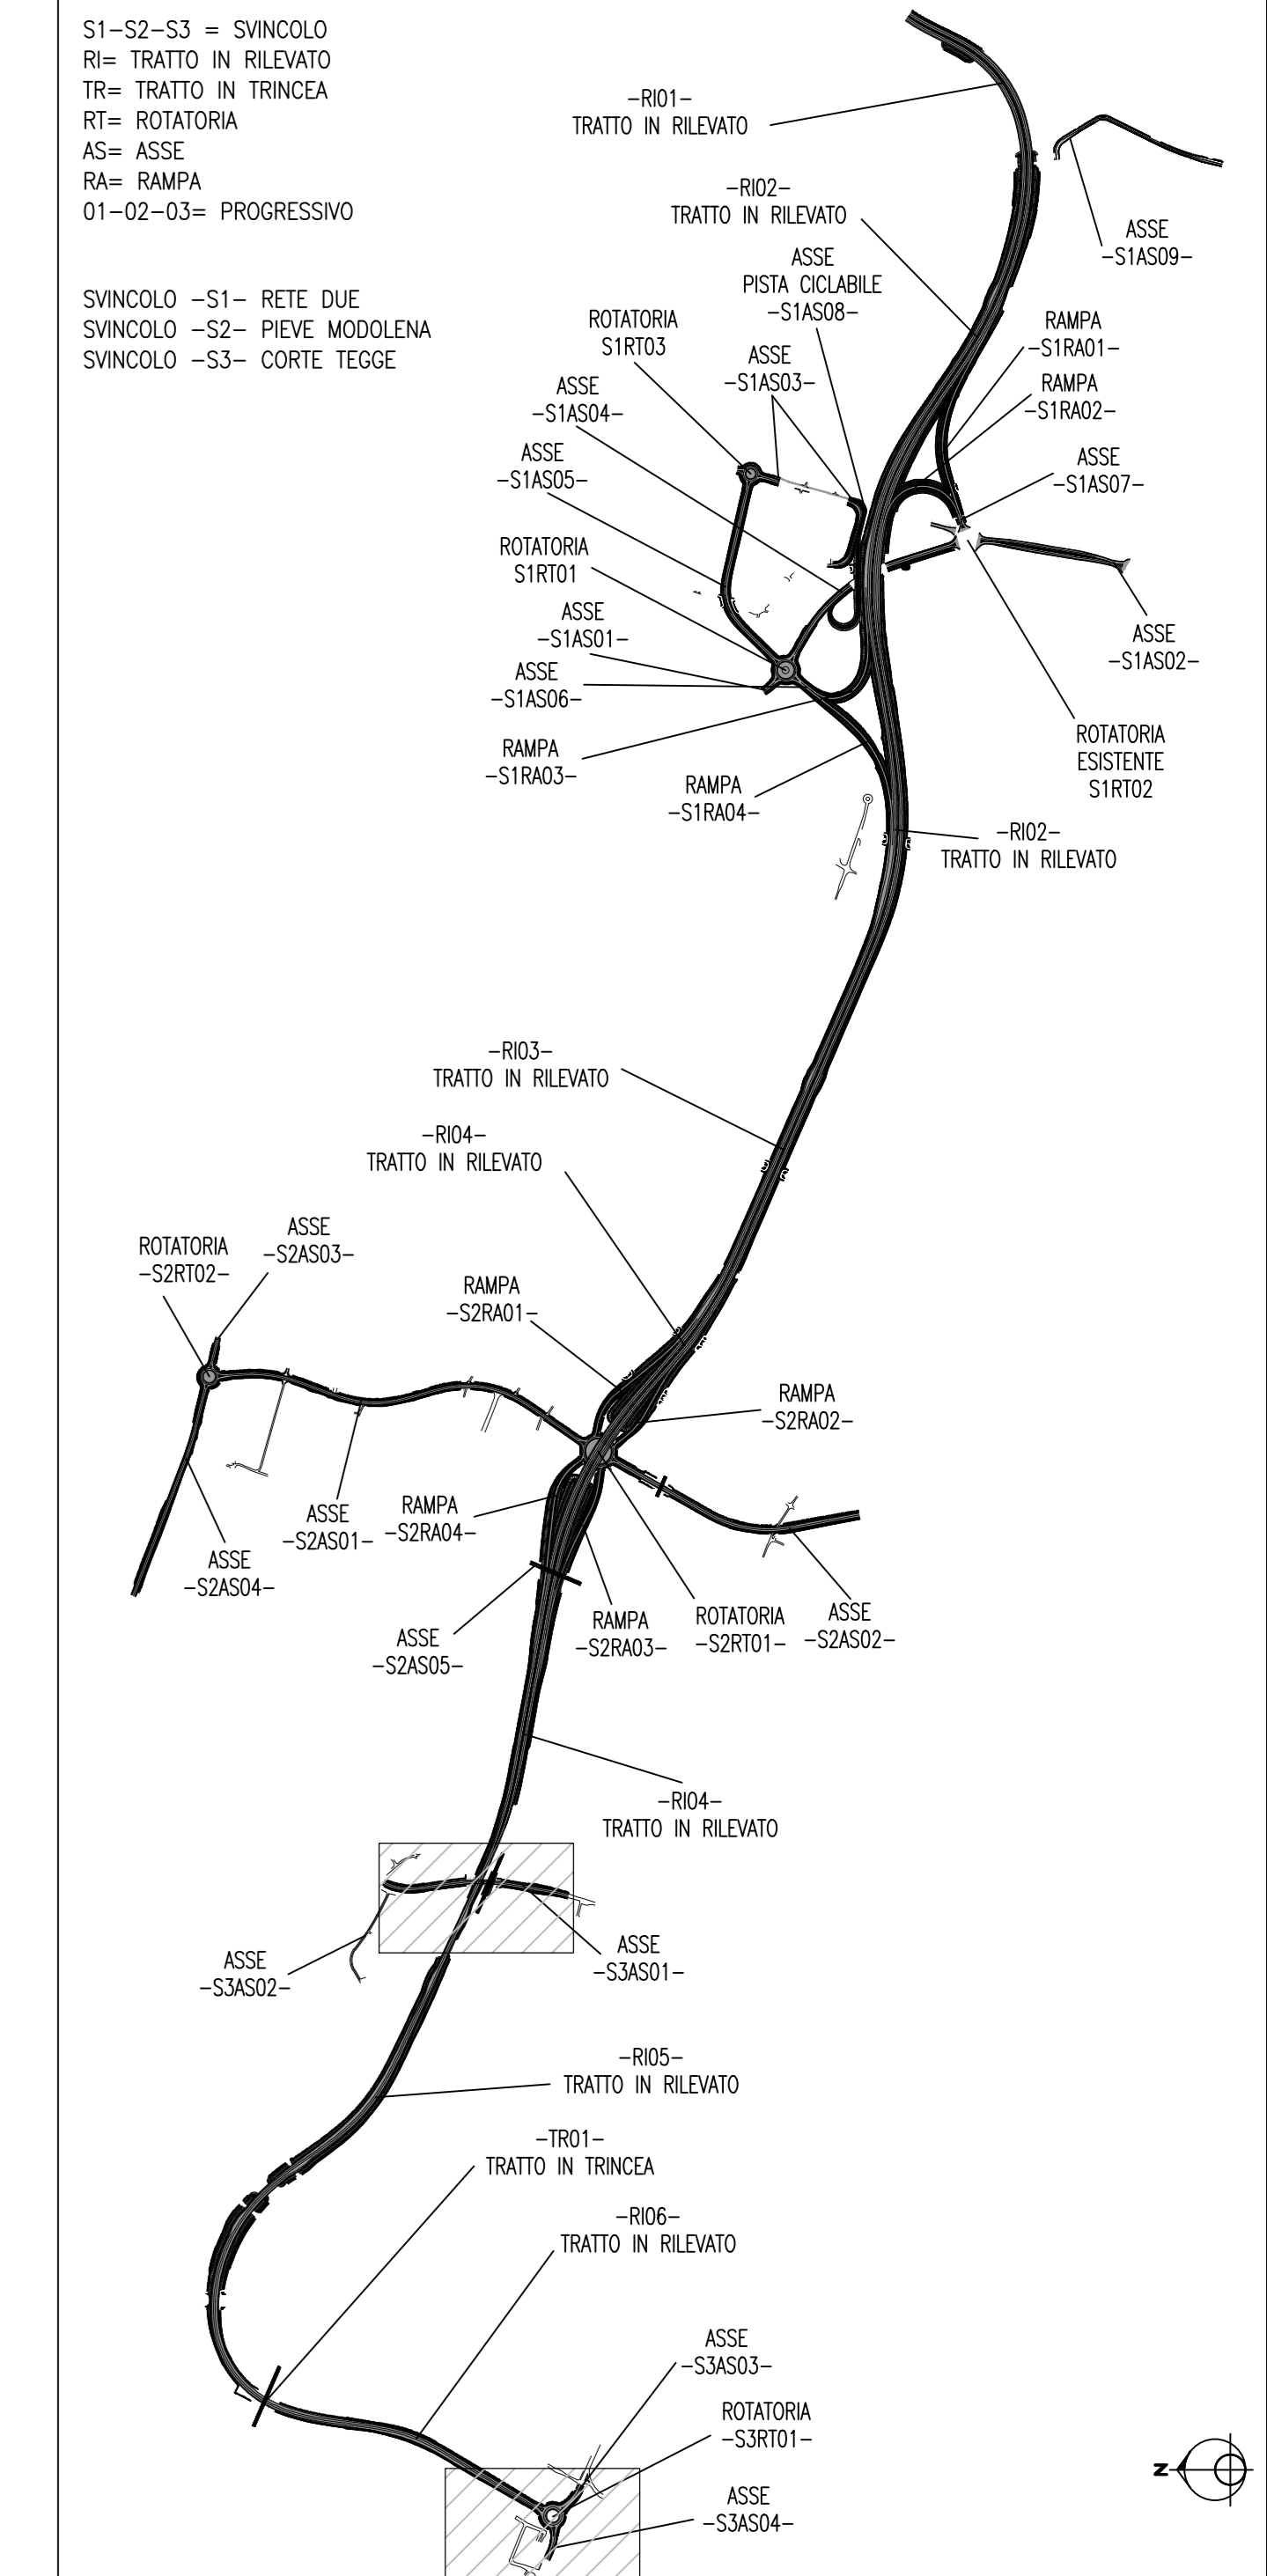 S1-S2-S3 = SVINCOLO
RI= TRATTO IN RILEVATO
TR= TRATTO IN TRINCEA
RT= ROTATORIA
AS= ASSE
RA= RAMPA
01-02-03= PROGRESSIVO
SVINCOLO -S1- RETE DUE
SVINCOLO -S2- PIEVE MODOLENA
SVINCOLO -S3- CORTE TEGGE
-RI01-
TRATTO IN RILEVATO
-RI02-
TRATTO IN RILEVATO
ASSE
-S1AS09-
ASSE
PISTA CICLABILE
-S1AS08-
ROTATORIA
S1RT03
RAMPA
-S1RA01-
ASSE
-S1AS03-
RAMPA
-S1RA02-
ASSE
-S1AS04-
ASSE
-S1AS05-
ASSE
-S1AS07-
ROTATORIA
S1RT01
ASSE
-S1AS01-
ASSE
-S1AS02-
ASSE
-S1AS06-
RAMPA
-S1RA03-
ROTATORIA
ESISTENTE
S1RT02
RAMPA
-S1RA04-
-RI02-
TRATTO IN RILEVATO
-RI03-
TRATTO IN RILEVATO
-RI04-
TRATTO IN RILEVATO
ASSE
-S2AS03-
ROTATORIA
-S2RT02-
RAMPA
-S2RA01-
RAMPA
-S2RA02-
ASSE
-S2AS01-
RAMPA
-S2RA04-
ASSE
-S2AS04-
ASSE
-S2AS05-
RAMPA
-S2RA03-
ROTATORIA
-S2RT01-
ASSE
-S2AS02-
-RI04-
TRATTO IN RILEVATO
ASSE
-S3AS02-
ASSE
-S3AS01-
-RI05-
TRATTO IN RILEVATO
-TR01-
TRATTO IN TRINCEA
-RI06-
TRATTO IN RILEVATO
ASSE
-S3AS03-
ROTATORIA
-S3RT01-
ASSE
-S3AS04-
N